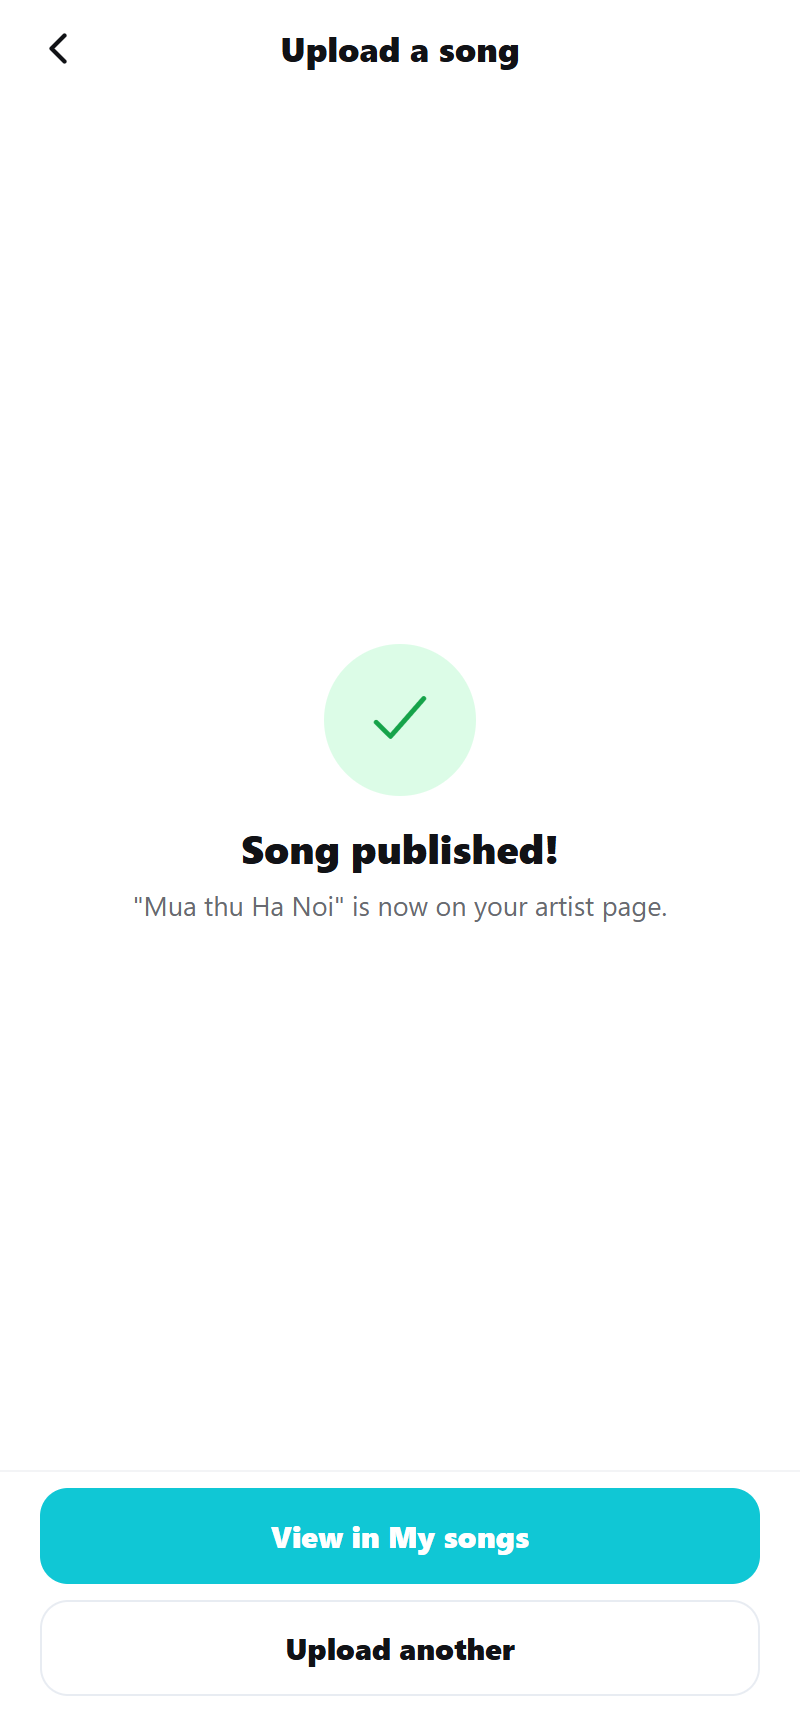 Upload a song
Song published!
"Mua thu Ha Noi" is now on your artist page.
View in My songs
Upload another